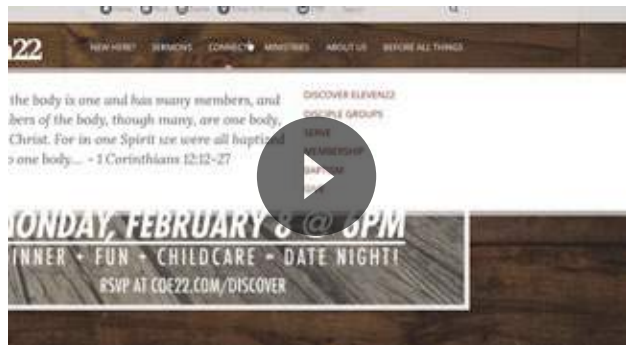 22
NEW HERE? SERMONS CONNECT MINISTRIES ABOUT US BEFORE ALL THINGS
the body is one and has many members, and
bers of the body, though many, are one body,
Christ. For in one Spirit we were all baptized
one body... - 1 Corinthians 12:12-27
DISCOVER ELEVEN22
DISCIPLE GROUPS
SERVE
MEMBERSHIP
BAPTISM
MONDAY, FEBRUARY 8 @ 6PM
INNER + FUN + CHILDCARE + DATE NIGHT!
RSVP AT COE22.COM/DISCOVER